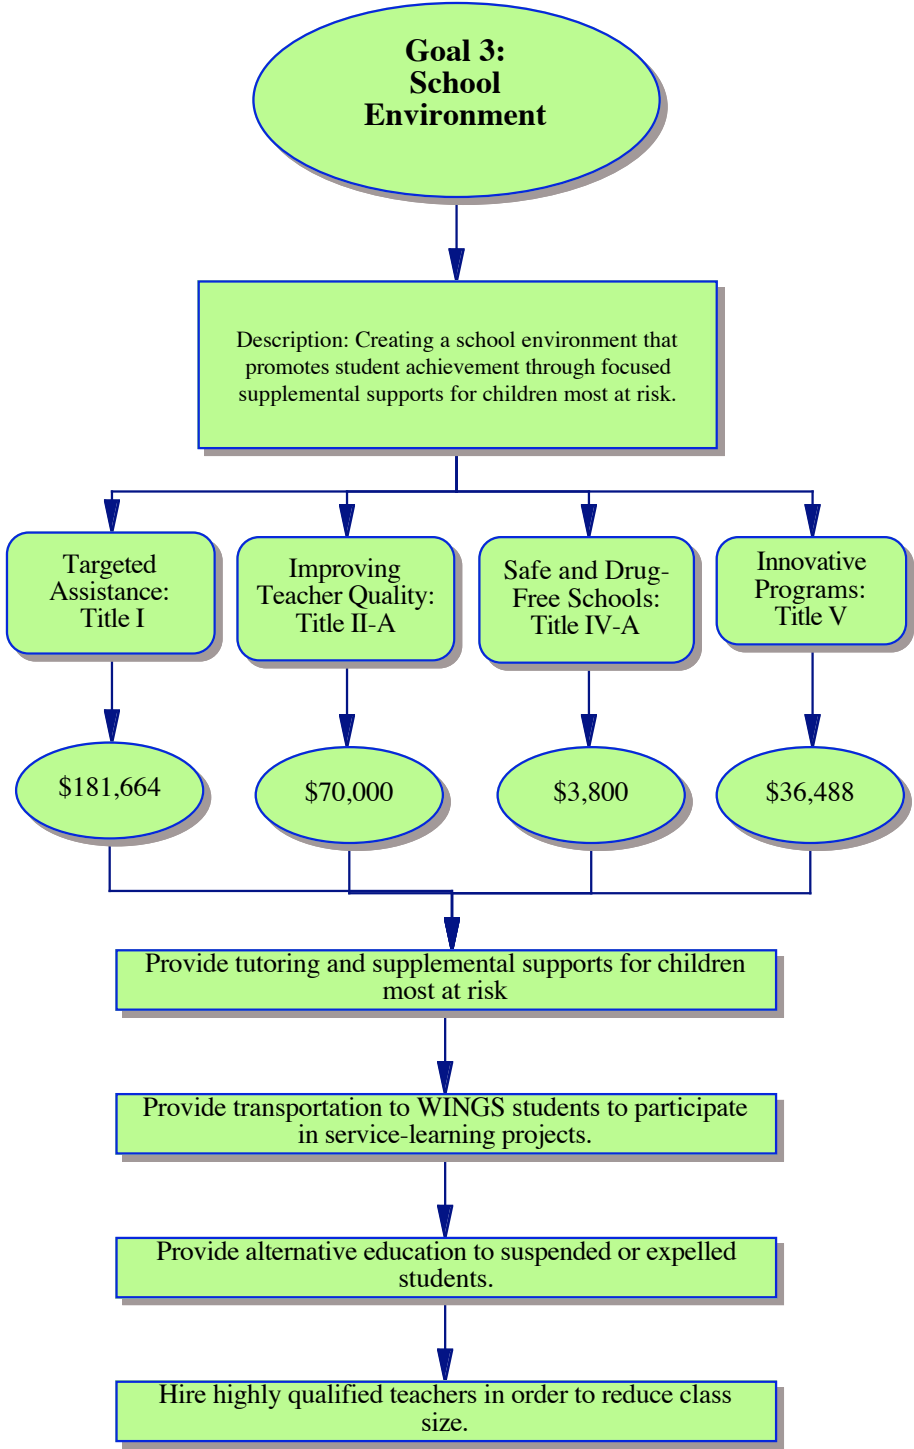 Goal 3:
School
Environment
Description: Creating a school environment that
promotes student achievement through focused
supplemental supports for children most at risk.
Targeted
Assistance:
Title I
Improving
Teacher Quality:
Title II-A
Safe and Drug-
Free Schools:
Title IV-A
Innovative
Programs:
Title V
$181,664
$70,000
$3,800
$36,488
Provide tutoring and supplemental supports for children
most at risk
Provide transportation to WINGS students to participate
in service-learning projects.
Provide alternative education to suspended or expelled
students.
Hire highly qualified teachers in order to reduce class
size.